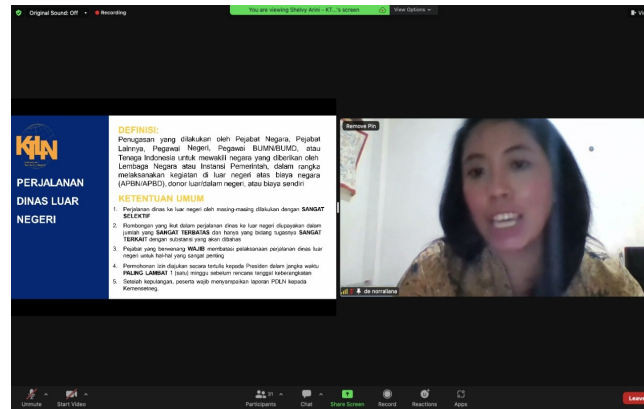 Original Sound: Off
Recording
You are viewing Shelvy Arini - KT...'s screen
View Options
KTLN
PERJALANAN
DINAS LUAR
NEGERI
DEFINISI:
Penugasan yang dilakukan oleh Pejabat Negara, Pejabat
Lainnya, Pegawai Negeri, Pegawai BUMN/BUMD, atau
Tenaga Indonesia untuk mewakili negara yang diberikan oleh
Lembaga Negara atau Instansi Pemerintah, dalam rangka
melaksanakan kegiatan di luar negeri atas biaya negara
(APBN/APBD), donor luar/dalam negeri, atau biaya sendiri
KETENTUAN UMUM
1. Perjalanan dinas ke luar negeri oleh masing-masing dilakukan dengan SANGAT
SELEKTIF
2. Rombongan yang ikut dalam perjalanan dinas ke luar negeri diupayakan dalam
jumlah yang SANGAT TERBATAS dan hanya yang bidang tugasnya SANGAT
TERKAIT dengan substansi yang akan dibahas
3. Pejabat yang berwenang WAJIB membatasi pelaksanaan perjalanan dinas luar
negeri untuk hal-hal yang sangat penting
4. Permohonan izin diajukan secara tertulis kepada Presiden dalam jangka waktu
PALING LAMBAT 1 (satu) minggu sebelum rencana tanggal keberangkatan
5. Setelah kepulangan, peserta wajib menyampaikan laporan PDLN kepada
Kemensetneg.
Remove Pin
de norraliana
Unmute
Start Video
31
Participants
Chat
Share Screen
Record
Reactions
Apps
Leave